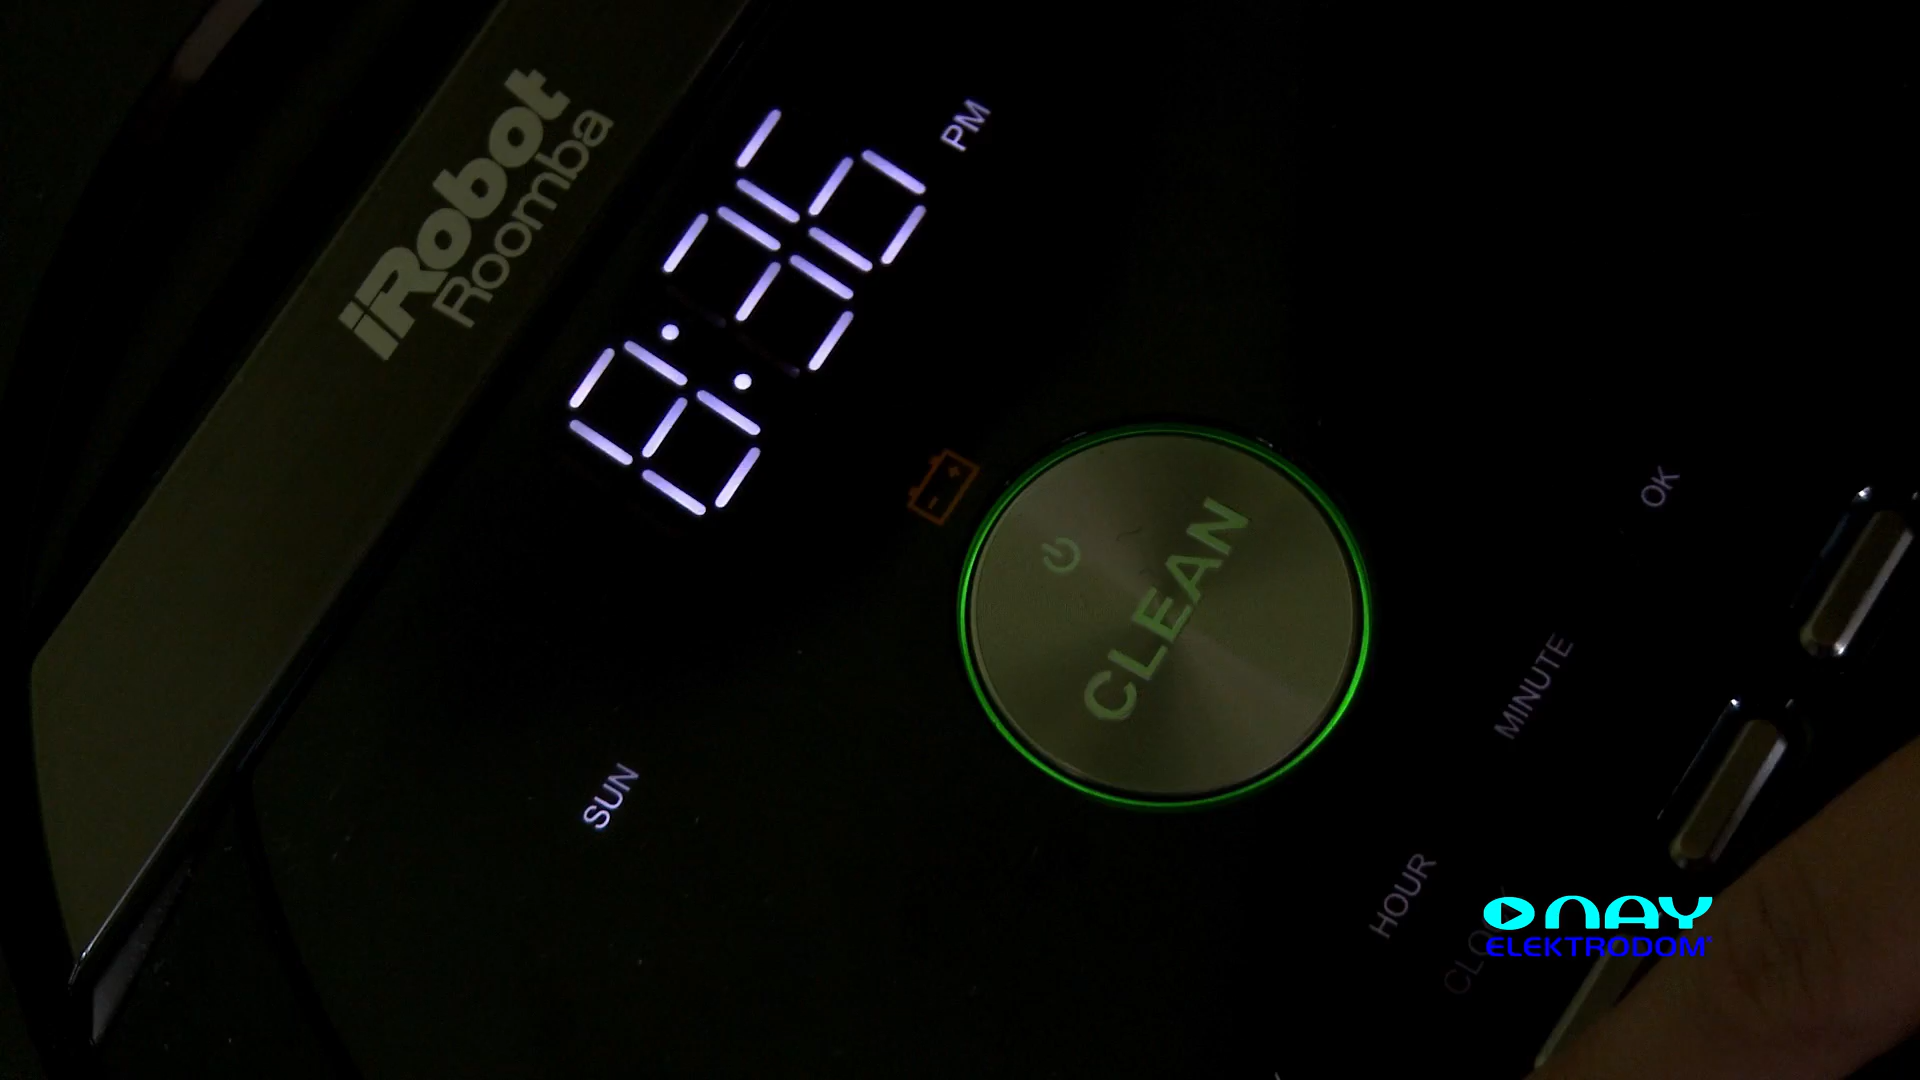 iRobot
Roomba
8:36 PM
SUN
CLEAN
OK
MINUTE
HOUR
NAY
ELEKTRODOM